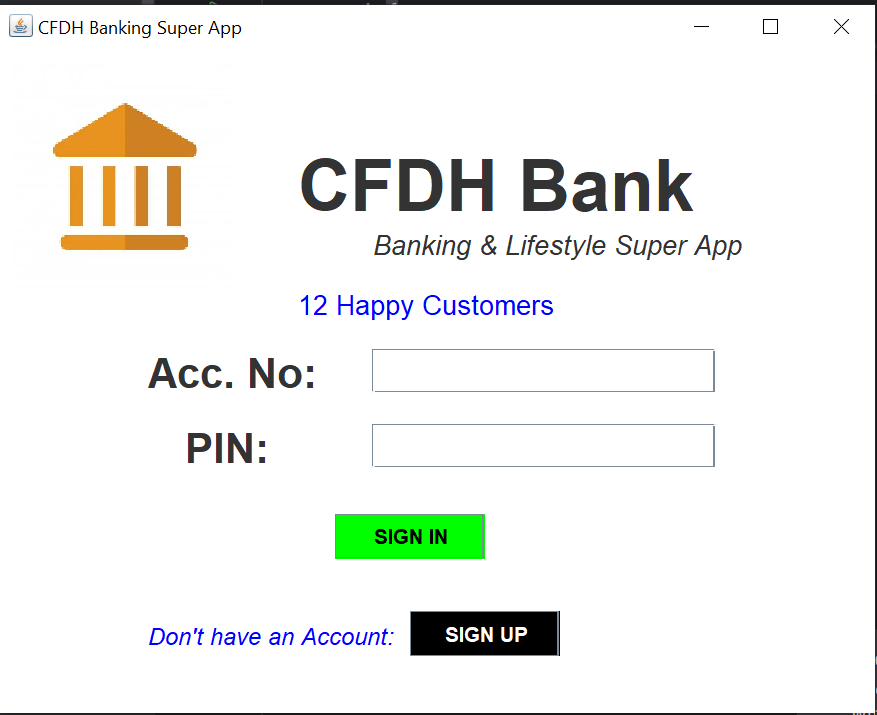 CFDH Banking Super App
CFDH Bank
Banking & Lifestyle Super App
12 Happy Customers
Acc. No:
PIN:
SIGN IN
Don't have an Account: SIGN UP